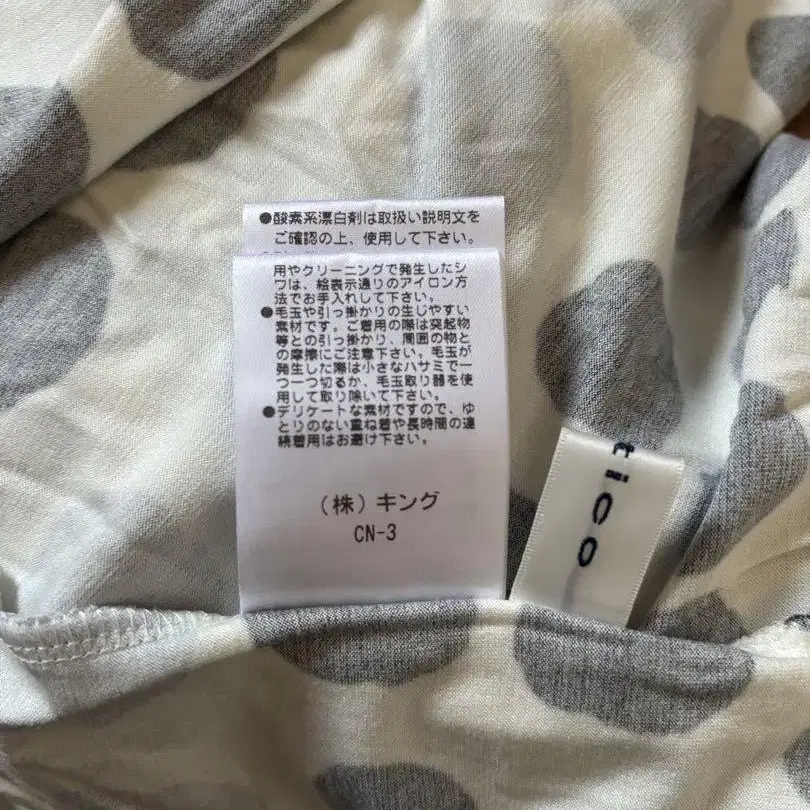 ●酸素系漂白剤は取扱い説明文を
ご確認の上、使用して下さい。
用やクリーニングで発生したシ
ワは、絵表示通りのアイロン方
法でお手入れして下さい。
●毛玉や引っ掛かりの生じやすい
素材です。ご着用の際は突起物
等との引っ掛かり、周囲の物と
の摩擦にご注意下さい。毛玉が
発生した際は小さなハサミで一
つ一つ切るか、毛玉取り器を使
用して取り除いて下さい。
●デリケートな素材ですので、ゆ
とりのない重ね着や長時間の連
続着用はお避け下さい。
（株）キング
CN-3
tico